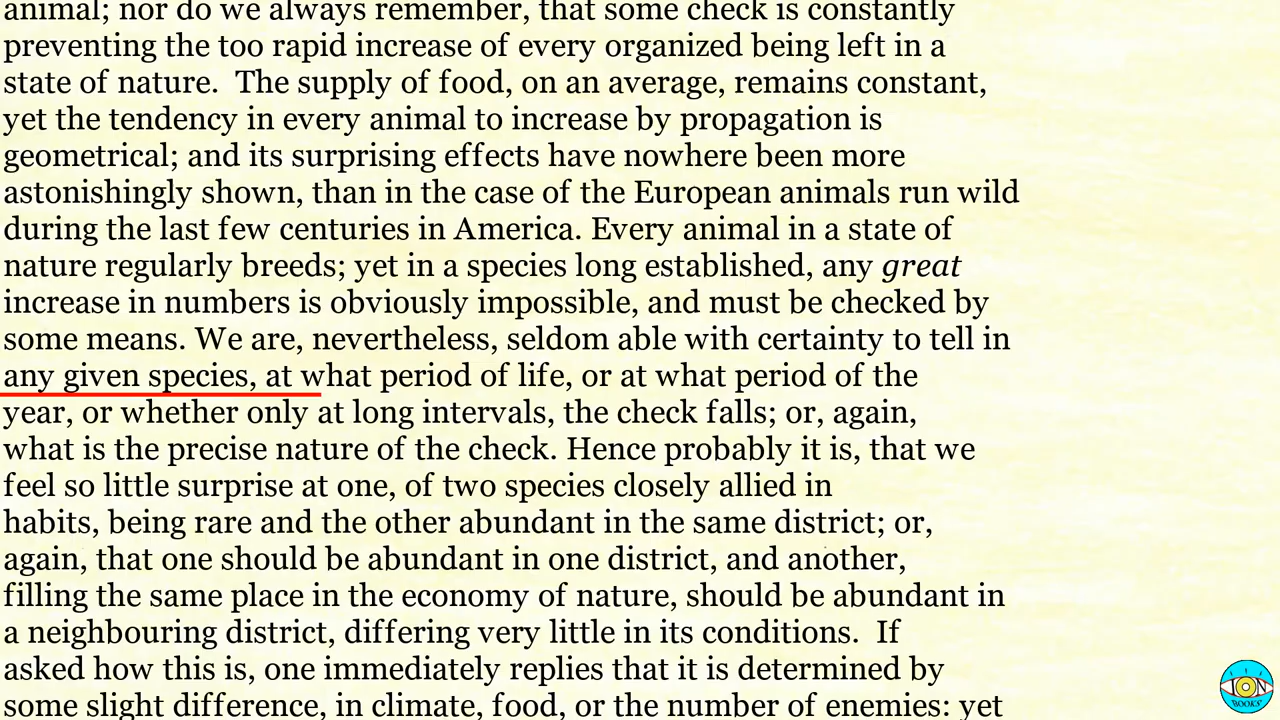 animal; nor do we always remember, that some check is constantly
preventing the too rapid increase of every organized being left in a
state of nature.  The supply of food, on an average, remains constant,
yet the tendency in every animal to increase by propagation is
geometrical; and its surprising effects have nowhere been more
astonishingly shown, than in the case of the European animals run wild
during the last few centuries in America. Every animal in a state of
nature regularly breeds; yet in a species long established, any great
increase in numbers is obviously impossible, and must be checked by
some means. We are, nevertheless, seldom able with certainty to tell in
any given species, at what period of life, or at what period of the
year, or whether only at long intervals, the check falls; or, again,
what is the precise nature of the check. Hence probably it is, that we
feel so little surprise at one, of two species closely allied in
habits, being rare and the other abundant in the same district; or,
again, that one should be abundant in one district, and another,
filling the same place in the economy of nature, should be abundant in
a neighbouring district, differing very little in its conditions.  If
asked how this is, one immediately replies that it is determined by
some slight difference, in climate, food, or the number of enemies: yet
ION
BOOKS